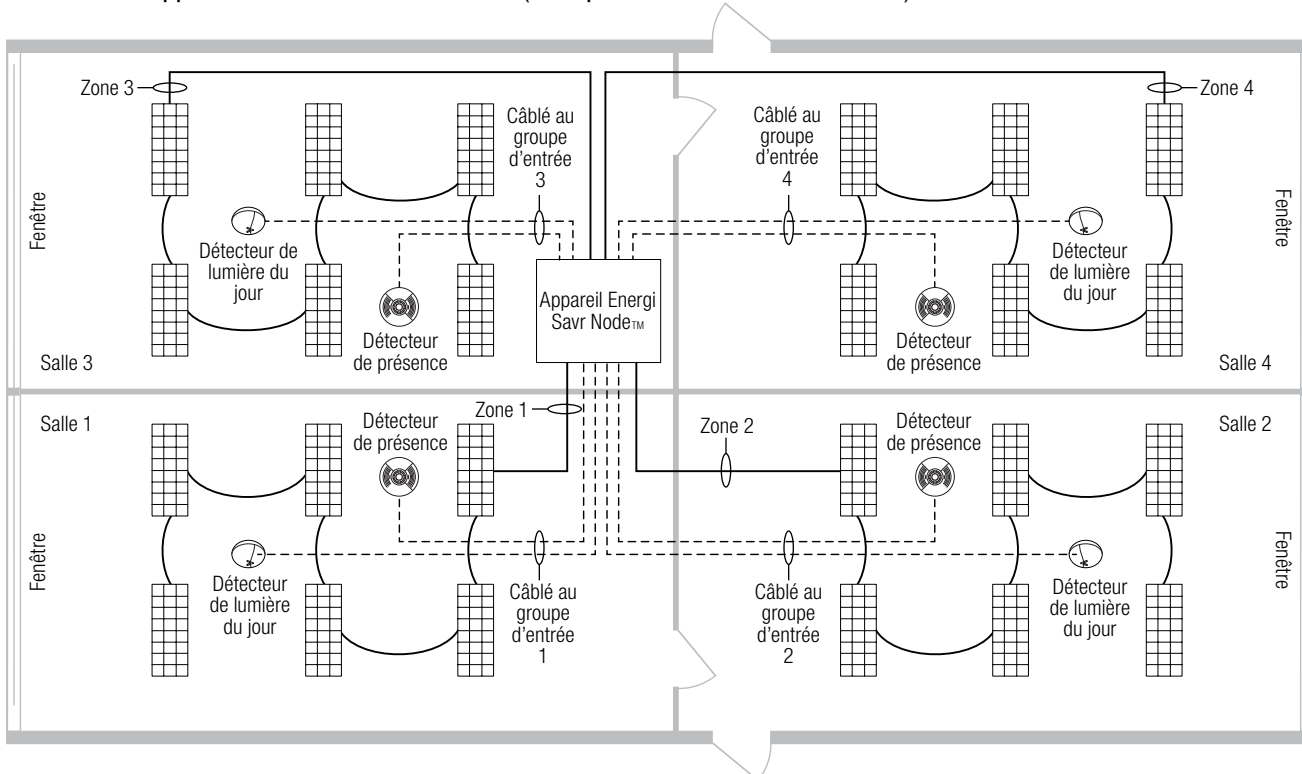 Zone 3
Câblé au
groupe
d'entrée
3
Câblé au
groupe
d'entrée
4
Zone 4
Fenêtre
Détecteur de
lumière du
jour
Détecteur
de présence
Appareil Energi
Savr Node™
Détecteur
de présence
Détecteur
de lumière
du jour
Fenêtre
Salle 3
Salle 4
Salle 1
Détecteur
de présence
Zone 1
Zone 2
Détecteur
de présence
Salle 2
Fenêtre
Détecteur
de lumière
du jour
Câblé au
groupe
d'entrée
1
Câblé au
groupe
d'entrée
2
Détecteur
de lumière
du jour
Fenêtre